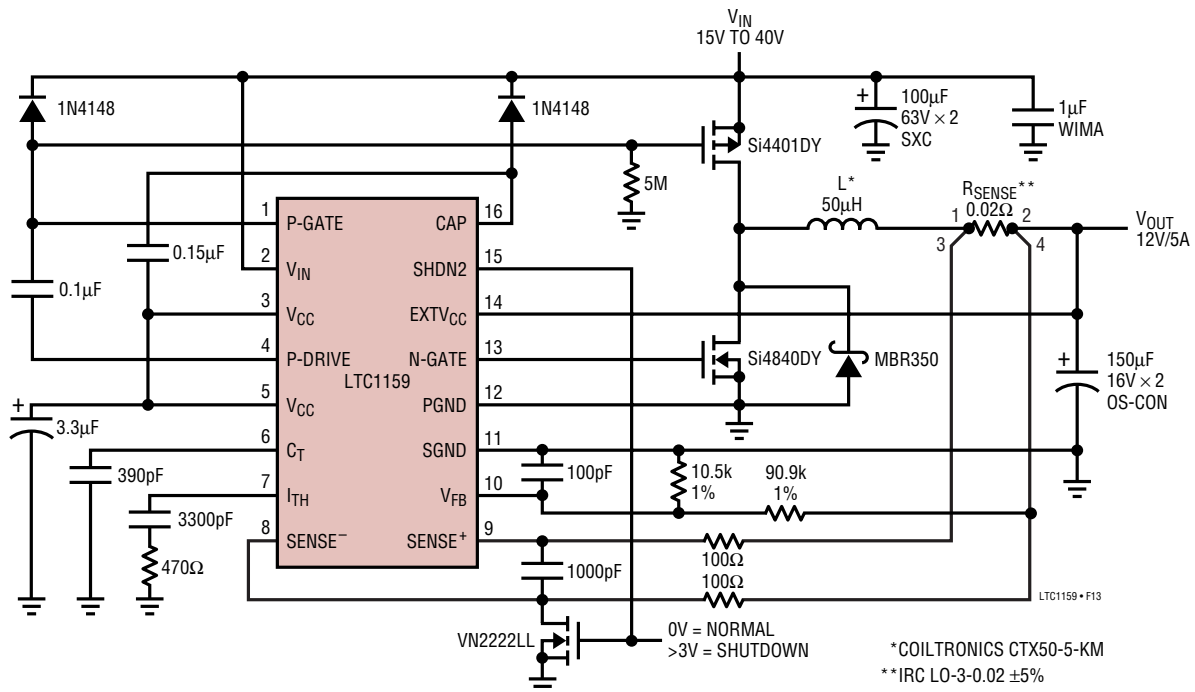 V_IN
15V TO 40V
1N4148
1N4148
+
100µF
63V × 2
SXC
1µF
WIMA
Si4401DY
5M
L*
50µH
R_SENSE**
0.02Ω
1
2
3
4
V_OUT
12V/5A
1
P-GATE
CAP
16
0.15µF
2
V_IN
SHDN2
15
0.1µF
3
V_CC
EXTV_CC
14
4
P-DRIVE
N-GATE
13
LTC1159
Si4840DY
MBR350
+
150µF
16V × 2
OS-CON
5
V_CC
PGND
12
+
3.3µF
6
C_T
SGND
11
390pF
100pF
10.5k
1%
90.9k
1%
7
I_TH
V_FB
10
3300pF
8
SENSE−
SENSE+
9
470Ω
1000pF
100Ω
100Ω
LTC1159 • F13
VN2222LL
0V = NORMAL
>3V = SHUTDOWN
*COILTRONICS CTX50-5-KM
**IRC LO-3-0.02 ±5%